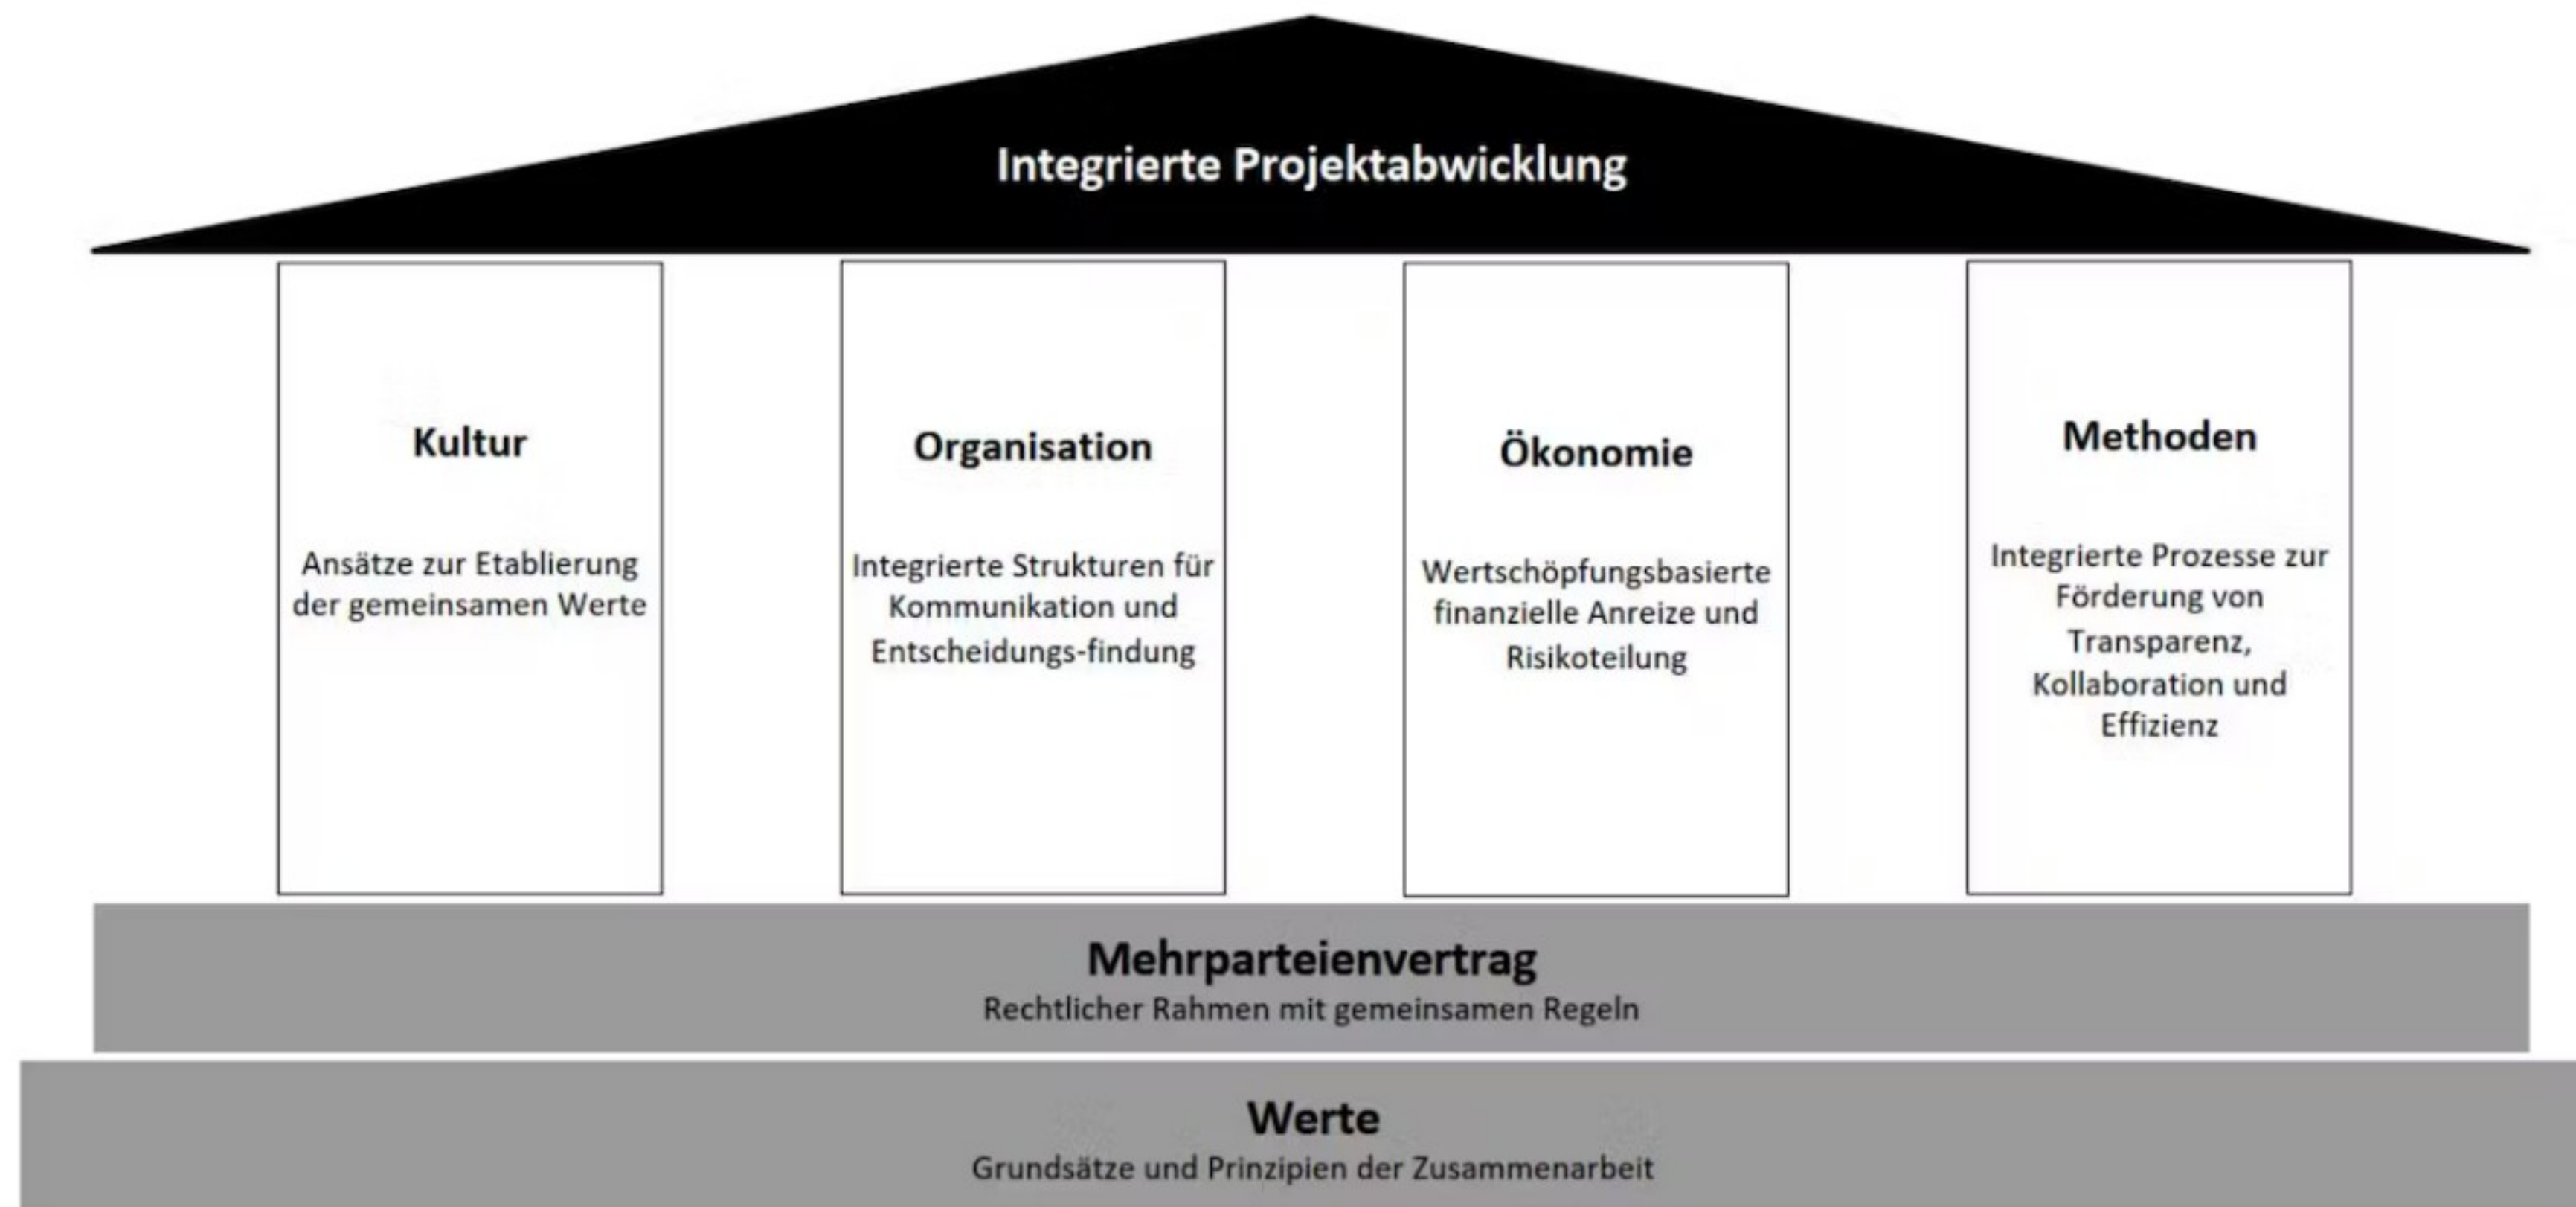 Integrierte Projektabwicklung
Kultur
Ansätze zur Etablierung
der gemeinsamen Werte
Organisation
Integrierte Strukturen für
Kommunikation und
Entscheidungs-findung
Ökonomie
Wertschöpfungsbasierte
finanzielle Anreize und
Risikoteilung
Methoden
Integrierte Prozesse zur
Förderung von
Transparenz,
Kollaboration und
Effizienz
Mehrparteienvertrag
Rechtlicher Rahmen mit gemeinsamen Regeln
Werte
Grundsätze und Prinzipien der Zusammenarbeit